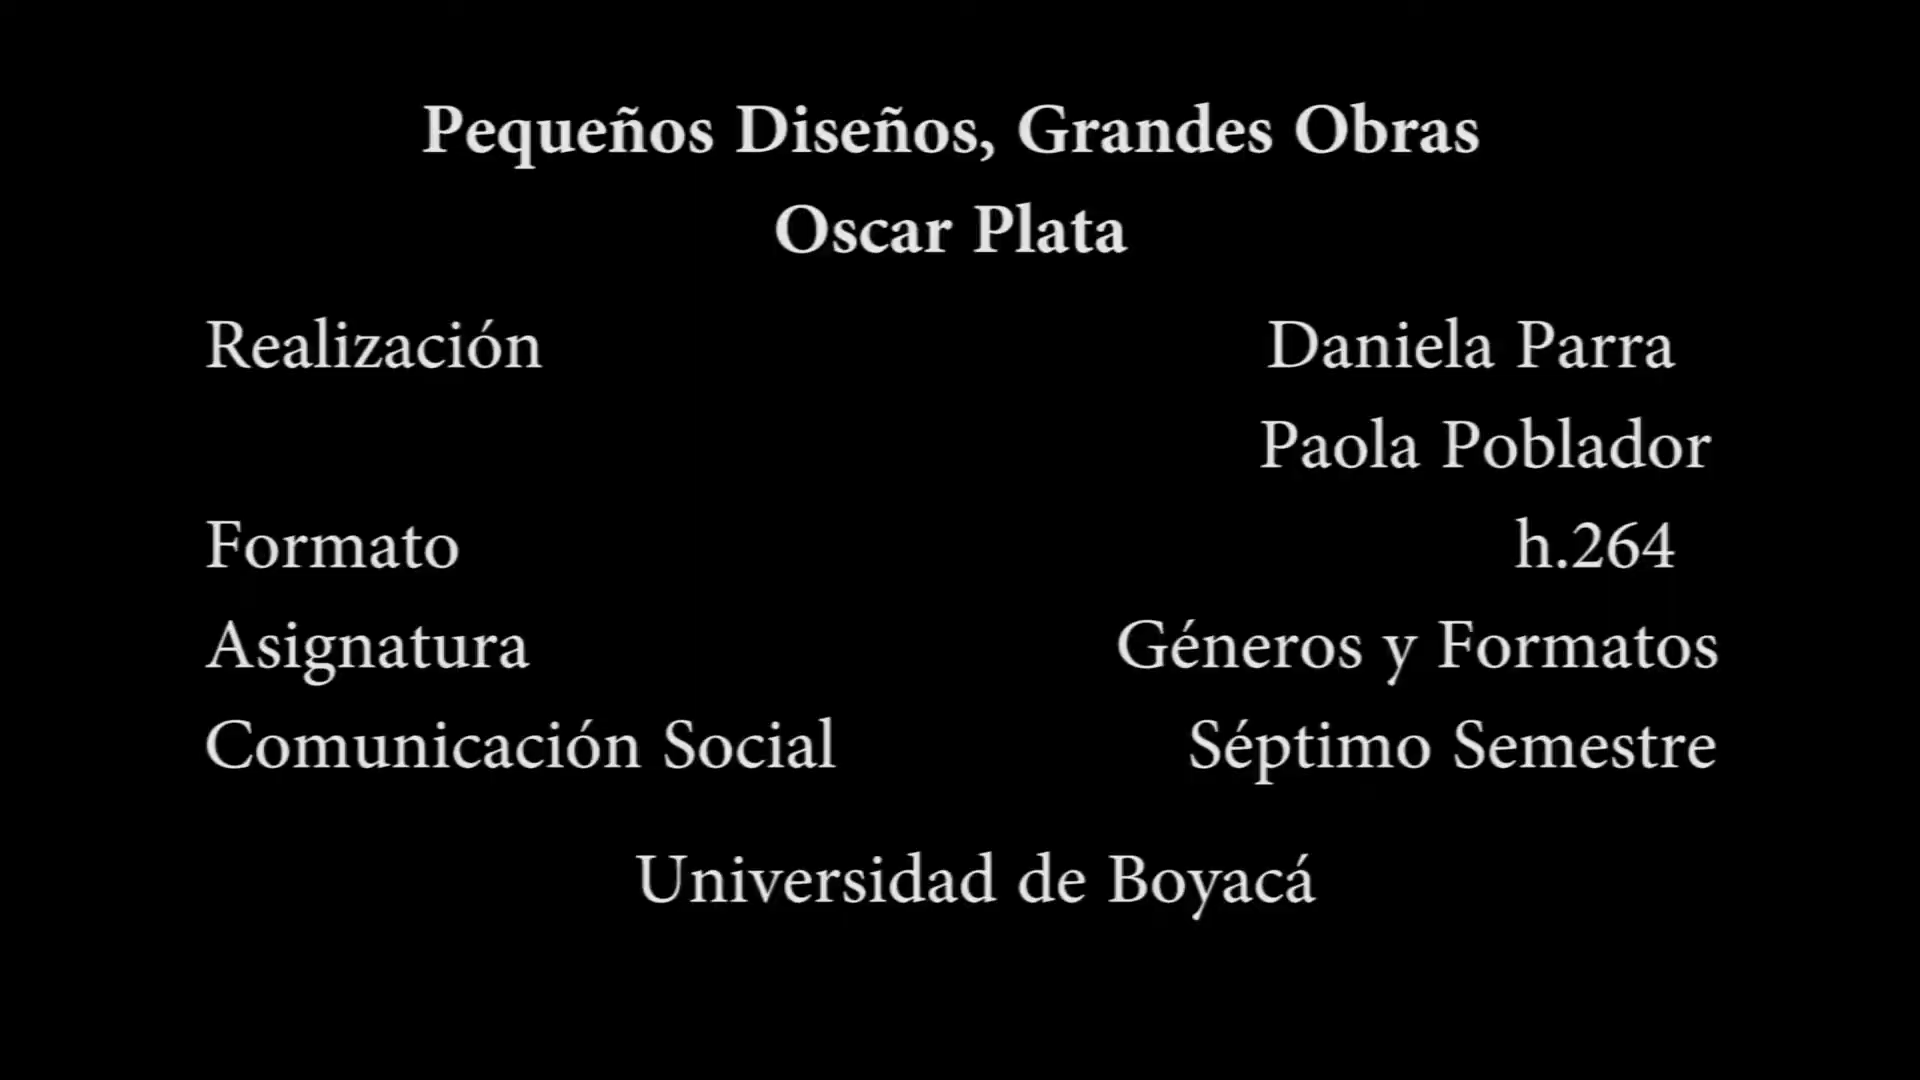 Pequeños Diseños, Grandes Obras
Oscar Plata
Realización Daniela Parra
Paola Poblador
Formato h.264
Asignatura Géneros y Formatos
Comunicación Social Séptimo Semestre
Universidad de Boyacá